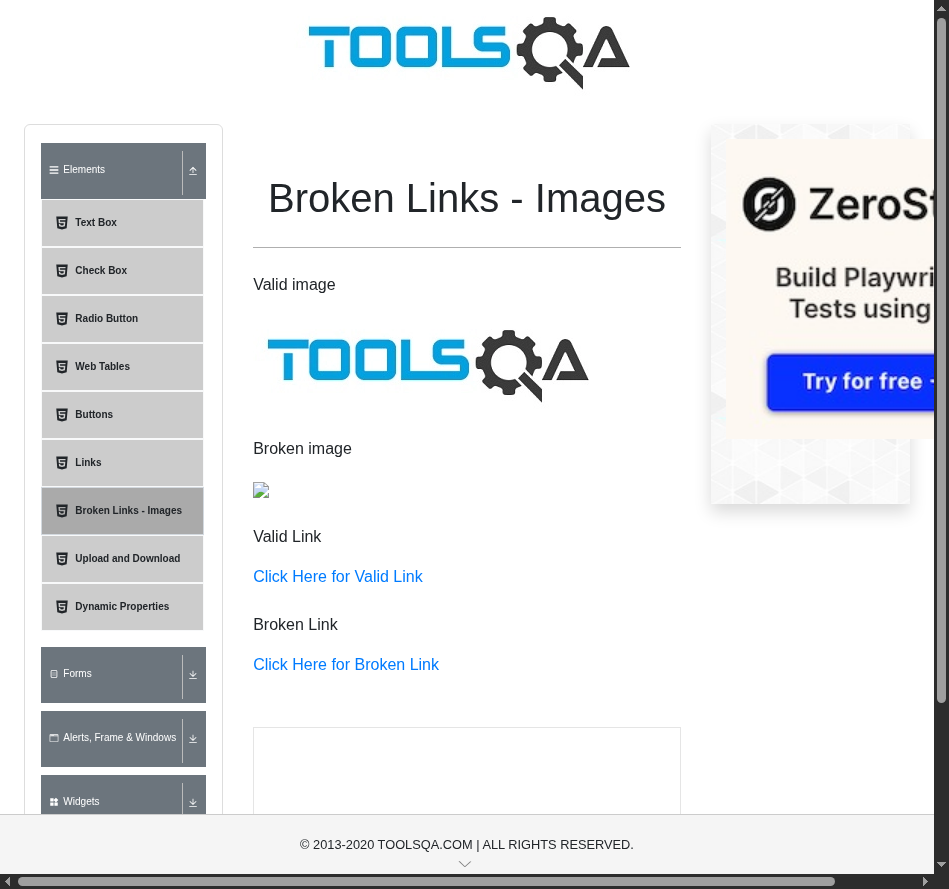 TOOLSQA
Elements
Text Box
Check Box
Radio Button
Web Tables
Buttons
Links
Broken Links - Images
Upload and Download
Dynamic Properties
Forms
Alerts, Frame & Windows
Widgets
Broken Links - Images
Valid image
TOOLSQA
Broken image
Valid Link
Click Here for Valid Link
Broken Link
Click Here for Broken Link
Build
Tests using
Try for free
© 2013-2020 TOOLSQA.COM | ALL RIGHTS RESERVED.